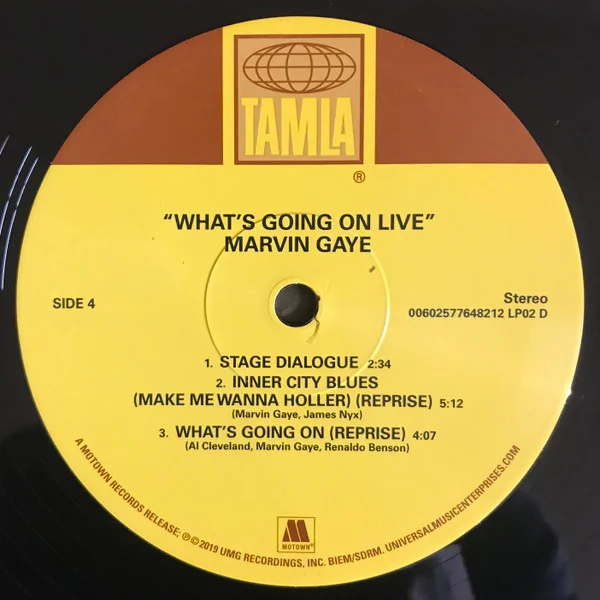 TAMLA
®
“WHAT'S GOING ON LIVE”
MARVIN GAYE
SIDE 4
Stereo
00602577648212 LP02 D
1. STAGE DIALOGUE 2:34
2. INNER CITY BLUES
(MAKE ME WANNA HOLLER) (REPRISE) 5:12
(Marvin Gaye, James Nyx)
3. WHAT'S GOING ON (REPRISE) 4:07
(Al Cleveland, Marvin Gaye, Renaldo Benson)
M
MOTOWN
A MOTOWN RECORDS RELEASE; ℗©2019 UMG RECORDINGS, INC. BIEM/SDRM. UNIVERSALMUSICENTERPRISES.COM